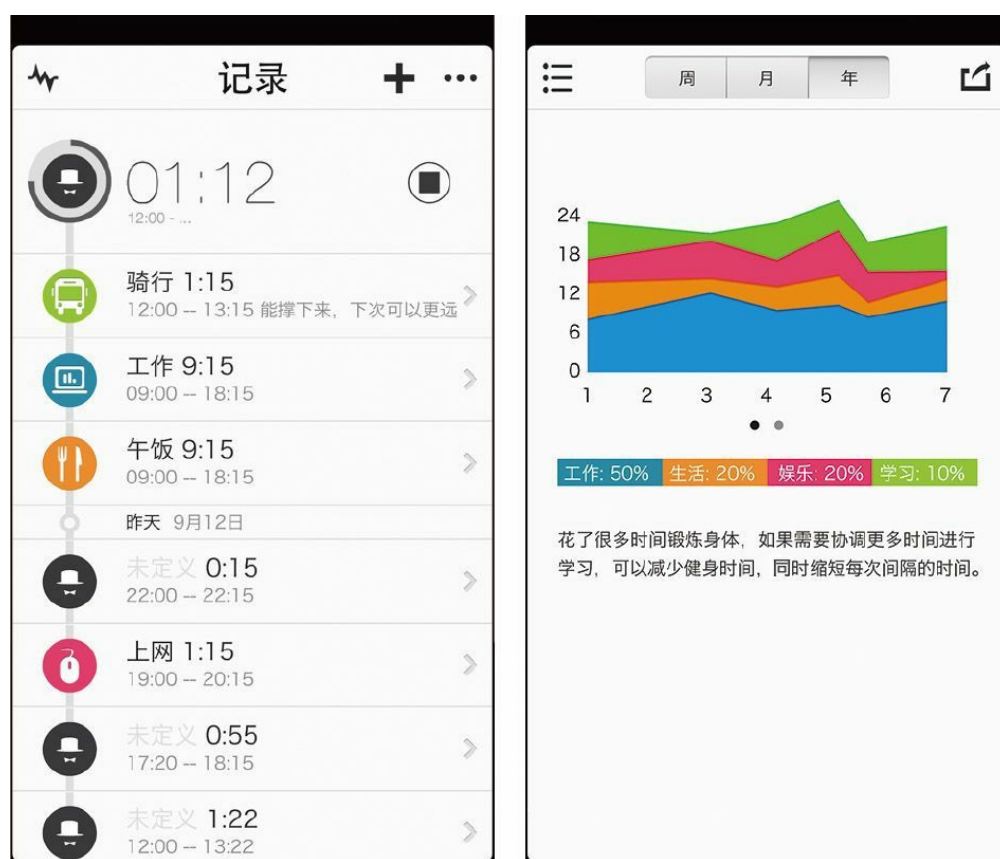 记录
01:12
12:00 - ...
骑行 1:15
12:00 -- 13:15 能撑下来，下次可以更远
工作 9:15
09:00 -- 18:15
午饭 9:15
09:00 -- 18:15
昨天 9月12日
未定义 0:15
22:00 -- 22:15
上网 1:15
19:00 -- 20:15
未定义 0:55
17:20 -- 18:15
未定义 1:22
12:00 -- 13:22
周 月 年
24
18
12
6
0
1 2 3 4 5 6 7
工作: 50% 生活: 20% 娱乐: 20% 学习: 10%
花了很多时间锻炼身体，如果需要协调更多时间进行
学习，可以减少健身时间，同时缩短每次间隔的时间。